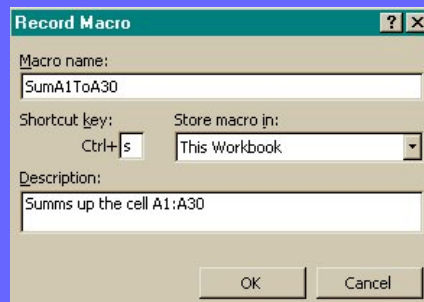 Record Macro
Macro name:
SumA1ToA30
Shortcut key: Store macro in:
Ctrl+ s This Workbook
Description:
Summs up the cell A1:A30
OK Cancel